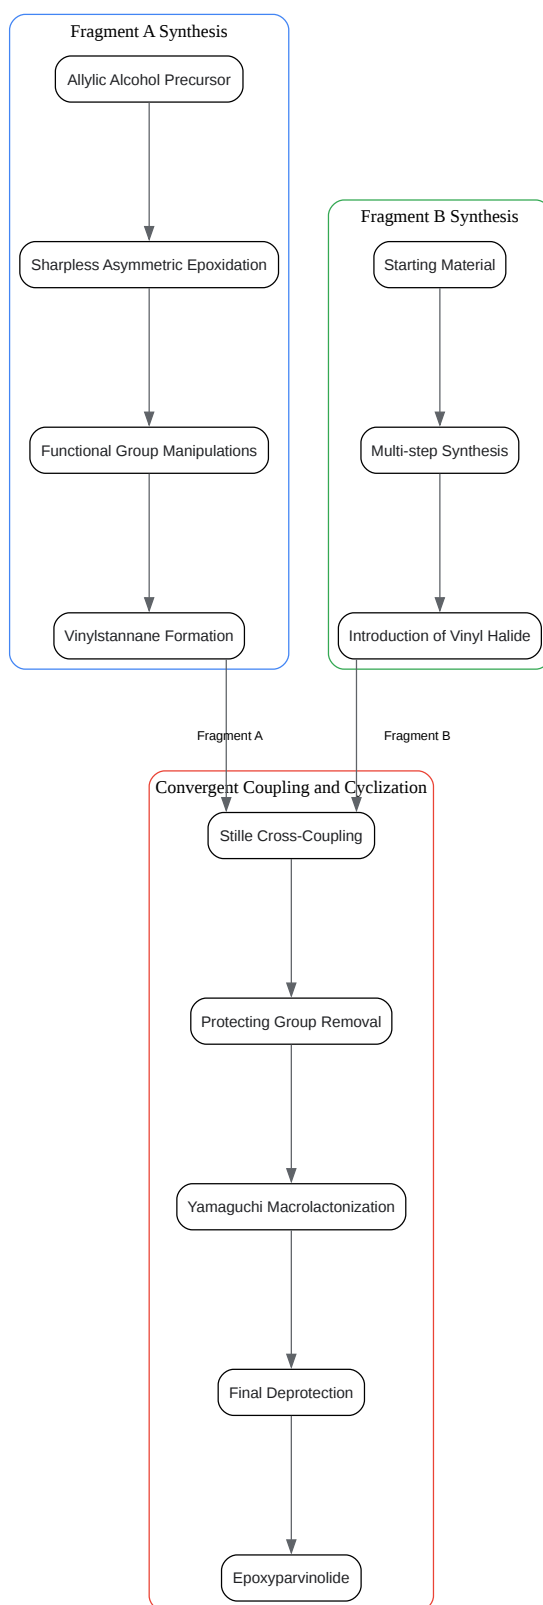 Fragment A Synthesis
Allylic Alcohol Precursor
Sharpless Asymmetric Epoxidation
Functional Group Manipulations
Vinylstannane Formation
Fragment B Synthesis
Starting Material
Multi-step Synthesis
Introduction of Vinyl Halide
Fragment A
Fragment B
Convergent Coupling and Cyclization
Stille Cross-Coupling
Protecting Group Removal
Yamaguchi Macrolactonization
Final Deprotection
Epoxyparvinolide